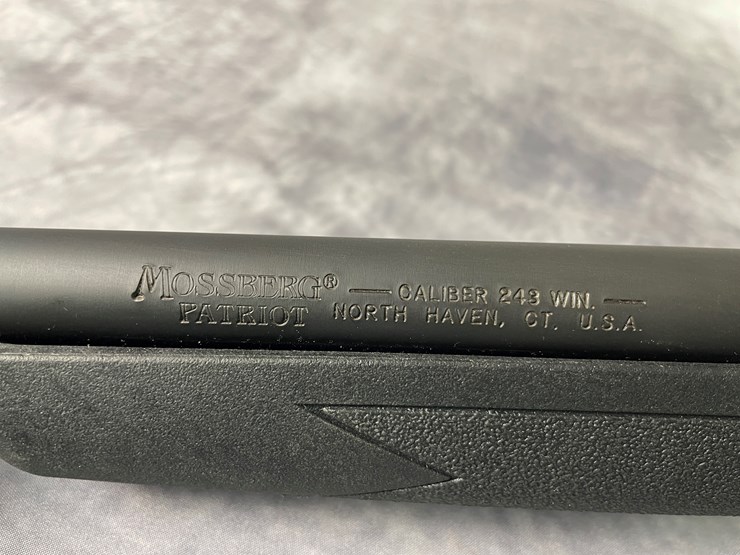 MOSSBERG® — CALIBER 243 WIN. —
PATRIOT NORTH HAVEN, CT. U.S.A.